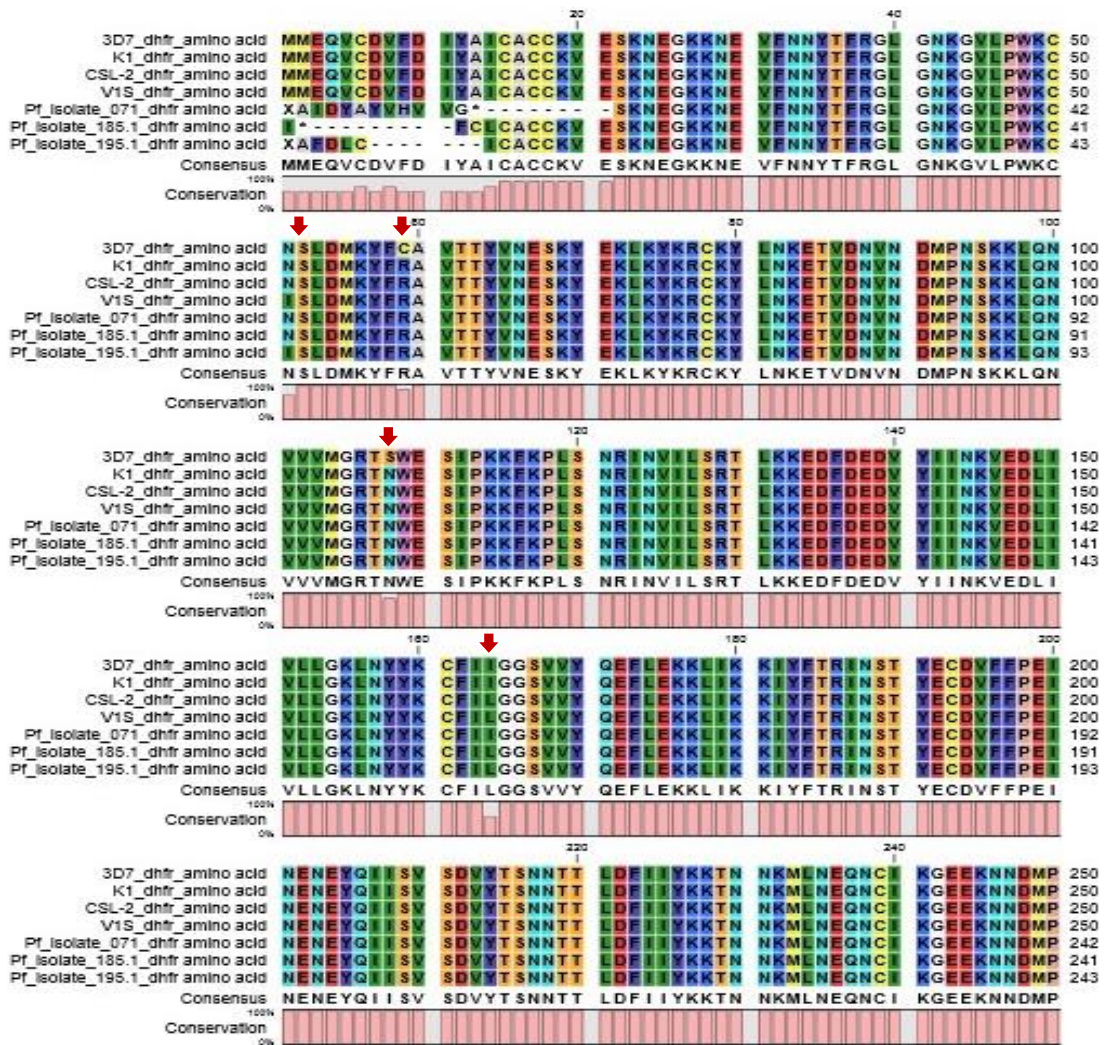 20 40
3D7_dhfr_amino acid MMEQVCDVFD IYAICACCKV ESKNEGKKNE VFNNYTFRGL GNKGVLPWKC 50
K1_dhfr_amino acid MMEQVCDVFD IYAICACCKV ESKNEGKKNE VFNNYTFRGL GNKGVLPWKC 50
CSL-2_dhfr_amino acid MMEQVCDVFD IYAICACCKV ESKNEGKKNE VFNNYTFRGL GNKGVLPWKC 50
V1S_dhfr_amino acid MMEQVCDVFD IYAICACCKV ESKNEGKKNE VFNNYTFRGL GNKGVLPWKC 50
Pf_Isolate_071_dhfr amino acid XAIDYAYVHV VG*------- -SKNEGKKNE VFNNYTFRGL GNKGVLPWKC 42
Pf_Isolate_185.1_dhfr amino acid I*-------- -FCLCACCKV ESKNEGKKNE VFNNYTFRGL GNKGVLPWKC 41
Pf_Isolate_195.1_dhfr amino acid XAFDLC---- ---ICACCKV ESKNEGKKNE VFNNYTFRGL GNKGVLPWKC 43
Consensus MMEQVCDVFD IYAICACCKV ESKNEGKKNE VFNNYTFRGL GNKGVLPWKC
100%
Conservation
0%
60 80 100
3D7_dhfr_amino acid NSLDMKYFCA VTTYVNESKY EKLKYKRCKY LNKETVDNVN DMPNSKKLQN 100
K1_dhfr_amino acid NSLDMKYFRA VTTYVNESKY EKLKYKRCKY LNKETVDNVN DMPNSKKLQN 100
CSL-2_dhfr_amino acid NSLDMKYFRA VTTYVNESKY EKLKYKRCKY LNKETVDNVN DMPNSKKLQN 100
V1S_dhfr_amino acid ISLDMKYFRA VTTYVNESKY EKLKYKRCKY LNKETVDNVN DMPNSKKLQN 100
Pf_Isolate_071_dhfr amino acid NSLDMKYFRA VTTYVNESKY EKLKYKRCKY LNKETVDNVN DMPNSKKLQN 92
Pf_Isolate_185.1_dhfr amino acid NSLDMKYFRA VTTYVNESKY EKLKYKRCKY LNKETVDNVN DMPNSKKLQN 91
Pf_Isolate_195.1_dhfr amino acid ISLDMKYFRA VTTYVNESKY EKLKYKRCKY LNKETVDNVN DMPNSKKLQN 93
Consensus NSLDMKYFRA VTTYVNESKY EKLKYKRCKY LNKETVDNVN DMPNSKKLQN
100%
Conservation
0%
120 140
3D7_dhfr_amino acid VVVMGRTSWE SIPKKFKPLS NRINVILSRT LKKEDFDEDV YIINKVEDLI 150
K1_dhfr_amino acid VVVMGRTNWE SIPKKFKPLS NRINVILSRT LKKEDFDEDV YIINKVEDLI 150
CSL-2_dhfr_amino acid VVVMGRTNWE SIPKKFKPLS NRINVILSRT LKKEDFDEDV YIINKVEDLI 150
V1S_dhfr_amino acid VVVMGRTNWE SIPKKFKPLS NRINVILSRT LKKEDFDEDV YIINKVEDLI 150
Pf_Isolate_071_dhfr amino acid VVVMGRTNWE SIPKKFKPLS NRINVILSRT LKKEDFDEDV YIINKVEDLI 142
Pf_Isolate_185.1_dhfr amino acid VVVMGRTNWE SIPKKFKPLS NRINVILSRT LKKEDFDEDV YIINKVEDLI 141
Pf_Isolate_195.1_dhfr amino acid VVVMGRTNWE SIPKKFKPLS NRINVILSRT LKKEDFDEDV YIINKVEDLI 143
Consensus VVVMGRTNWE SIPKKFKPLS NRINVILSRT LKKEDFDEDV YIINKVEDLI
100%
Conservation
0%
160 180 200
3D7_dhfr_amino acid VLLGKLNYYK CFIIGGSVVY QEFLEKKLIK KIYFTRINST YECDVFFPEI 200
K1_dhfr_amino acid VLLGKLNYYK CFIIGGSVVY QEFLEKKLIK KIYFTRINST YECDVFFPEI 200
CSL-2_dhfr_amino acid VLLGKLNYYK CFILGGSVVY QEFLEKKLIK KIYFTRINST YECDVFFPEI 200
V1S_dhfr_amino acid VLLGKLNYYK CFILGGSVVY QEFLEKKLIK KIYFTRINST YECDVFFPEI 200
Pf_Isolate_071_dhfr amino acid VLLGKLNYYK CFILGGSVVY QEFLEKKLIK KIYFTRINST YECDVFFPEI 192
Pf_Isolate_185.1_dhfr amino acid VLLGKLNYYK CFILGGSVVY QEFLEKKLIK KIYFTRINST YECDVFFPEI 191
Pf_Isolate_195.1_dhfr amino acid VLLGKLNYYK CFILGGSVVY QEFLEKKLIK KIYFTRINST YECDVFFPEI 193
Consensus VLLGKLNYYK CFILGGSVVY QEFLEKKLIK KIYFTRINST YECDVFFPEI
100%
Conservation
0%
220 240
3D7_dhfr_amino acid NENEYQIISV SDVYTSNNTT LDFIIYKKTN NKMLNEQNCI KGEEKNNDMP 250
K1_dhfr_amino acid NENEYQIISV SDVYTSNNTT LDFIIYKKTN NKMLNEQNCI KGEEKNNDMP 250
CSL-2_dhfr_amino acid NENEYQIISV SDVYTSNNTT LDFIIYKKTN NKMLNEQNCI KGEEKNNDMP 250
V1S_dhfr_amino acid NENEYQIISV SDVYTSNNTT LDFIIYKKTN NKMLNEQNCI KGEEKNNDMP 250
Pf_Isolate_071_dhfr amino acid NENEYQIISV SDVYTSNNTT LDFIIYKKTN NKMLNEQNCI KGEEKNNDMP 242
Pf_Isolate_185.1_dhfr amino acid NENEYQIISV SDVYTSNNTT LDFIIYKKTN NKMLNEQNCI KGEEKNNDMP 241
Pf_Isolate_195.1_dhfr amino acid NENEYQIISV SDVYTSNNTT LDFIIYKKTN NKMLNEQNCI KGEEKNNDMP 243
Consensus NENEYQIISV SDVYTSNNTT LDFIIYKKTN NKMLNEQNCI KGEEKNNDMP
100%
Conservation
0%